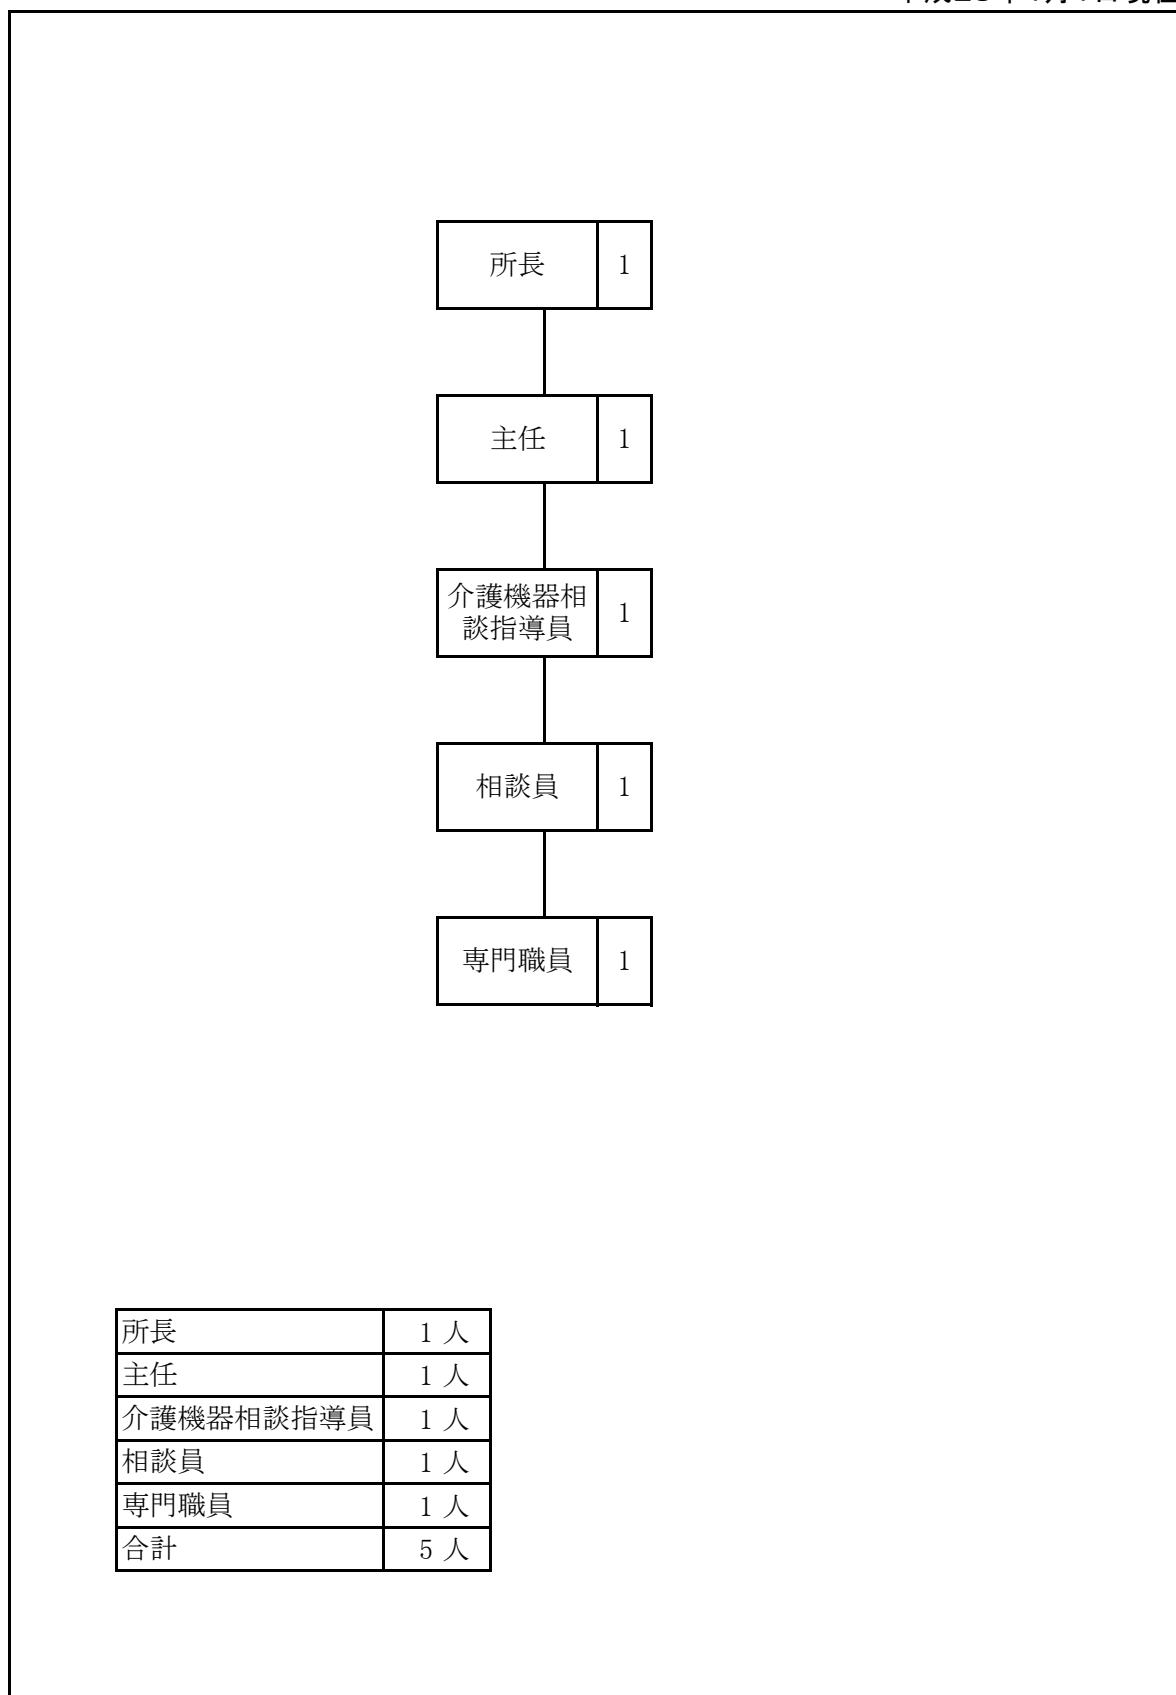 所長 1
主任 1
介護機器相
談指導員 1
相談員 1
専門職員 1
所長 1 人
主任 1 人
介護機器相談指導員 1 人
相談員 1 人
専門職員 1 人
合計 5 人